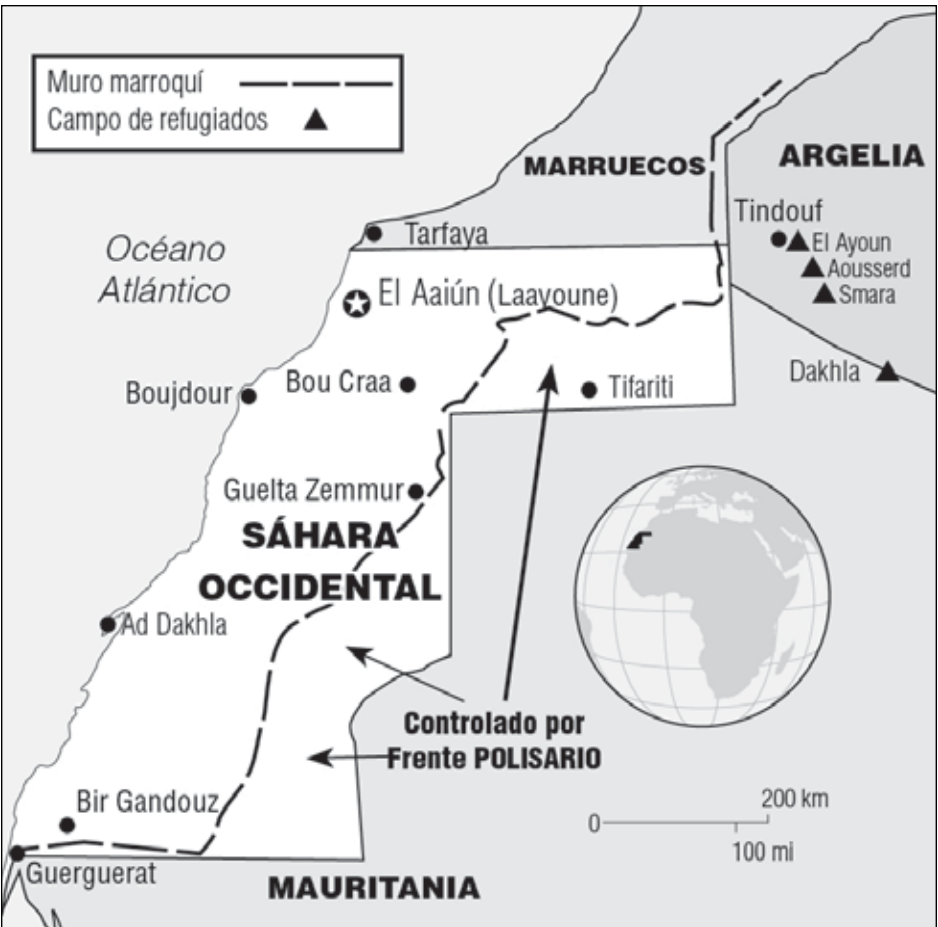 Muro marroquí
Campo de refugiados
MARRUECOS
ARGELIA
Tindouf
El Ayoun
Aousserd
Smara
Dakhla
Océano
Atlántico
Tarfaya
El Aaiún (Laayoune)
Boujdour
Bou Craa
Tifariti
Guelta Zemmur
SÁHARA
OCCIDENTAL
Ad Dakhla
Controlado por
Frente POLISARIO
Bir Gandouz
Guerguerat
MAURITANIA
0
200 km
100 mi